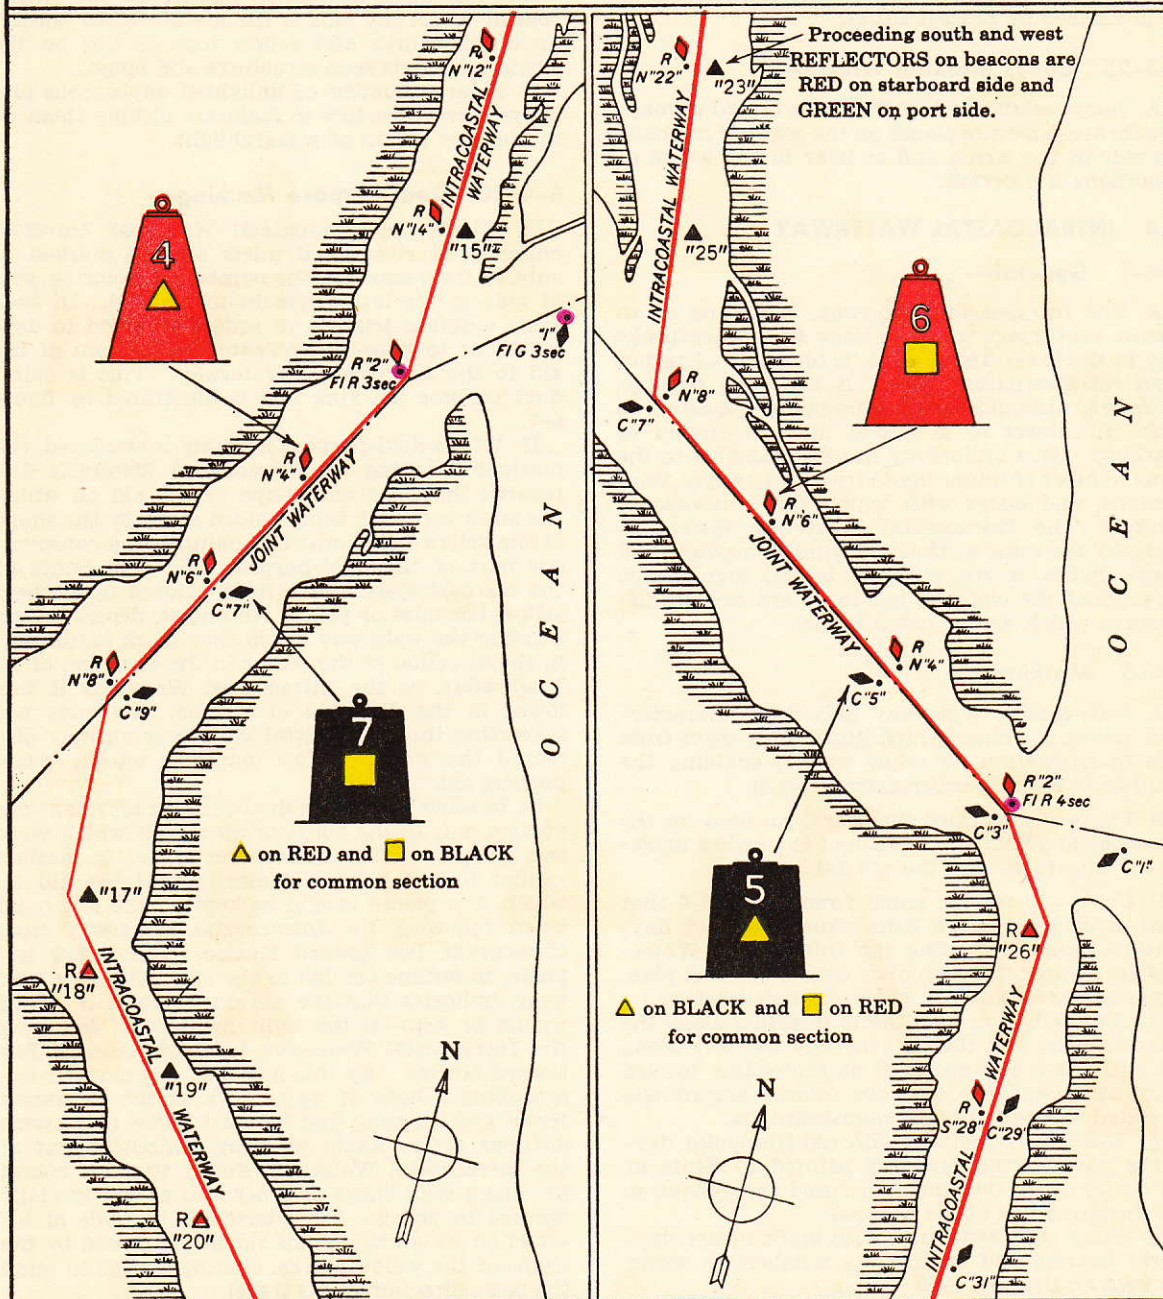 R
N"12"
INTRACOASTAL
WATERWAY
R
N"14"
"15"
4
R"2"
Fl R 3sec
"1"
Fl G 3sec
R
N"4"
JOINT WATERWAY
R
N"6"
C"7"
R
N"8"
C"9"
OCEAN
7
△ on RED and □ on BLACK
for common section
"17"
R
"18"
INTRACOASTAL
WATERWAY
"19"
R
"20"
N
R
N"22"
"23"
Proceeding south and west
REFLECTORS on beacons are
RED on starboard side and
GREEN on port side.
INTRACOASTAL WATERWAY
"25"
6
R
N"8"
C"7"
R
N"6"
JOINT WATERWAY
R
N"4"
C"5"
OCEAN
R"2"
Fl R 4sec
C"3"
C"1"
5
△ on BLACK and □ on RED
for common section
R
"26"
INTRACOASTAL WATERWAY
R
S"28"
C"29"
C"31"
N